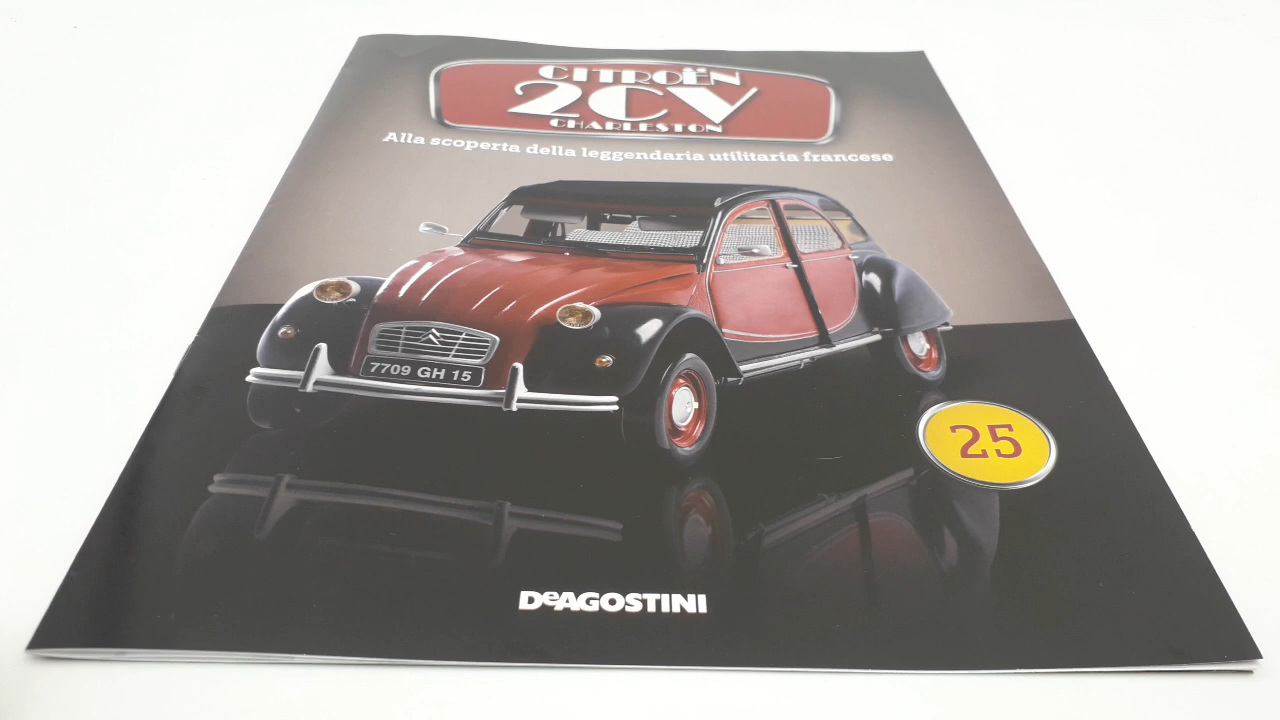 CITROËN
2CV
CHARLESTON
Alla scoperta della leggendaria utilitaria francese
7709 GH 15
25
DeAGOSTINI